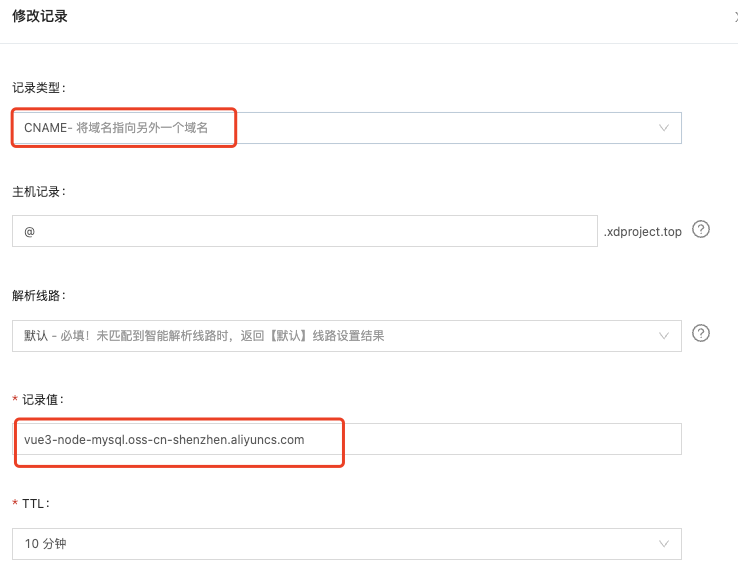 修改记录
记录类型：
CNAME- 将域名指向另外一个域名
主机记录：
@
.xdproject.top
解析线路：
默认 - 必填！未匹配到智能解析线路时，返回【默认】线路设置结果
* 记录值：
vue3-node-mysql.oss-cn-shenzhen.aliyuncs.com
* TTL：
10 分钟